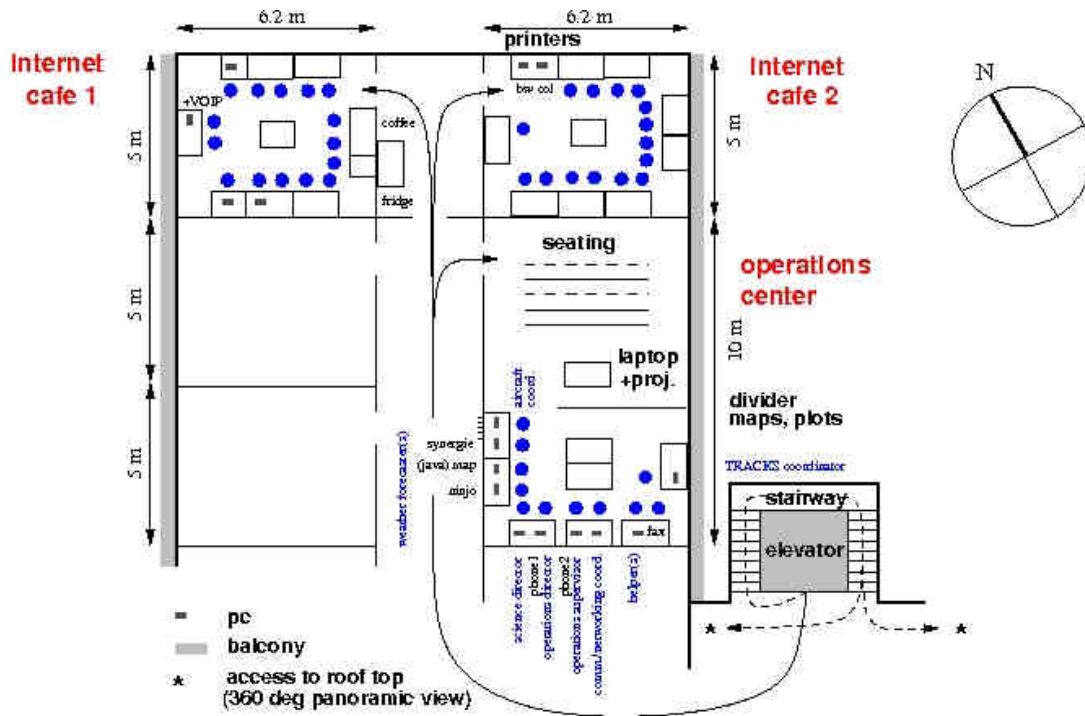 6.2 m
6.2 m
printers
Internet
cafe 1
Internet
cafe 2
N
+VOIP
bw col
coffee
fridge
5 m
5 m
seating
operations
center
5 m
10 m
laptop
+proj.
aircraft
coord.
divider
maps, plots
synergie
(java) map
ninjo
5 m
weather forecaster(s)
TRACKS coordinator
stairway
elevator
fax
science director
phone1
operations director
phone2
operations supervisor
comm/networking coord.
helper(s)
pc
balcony
* access to roof top
(360 deg panoramic view)
*
*